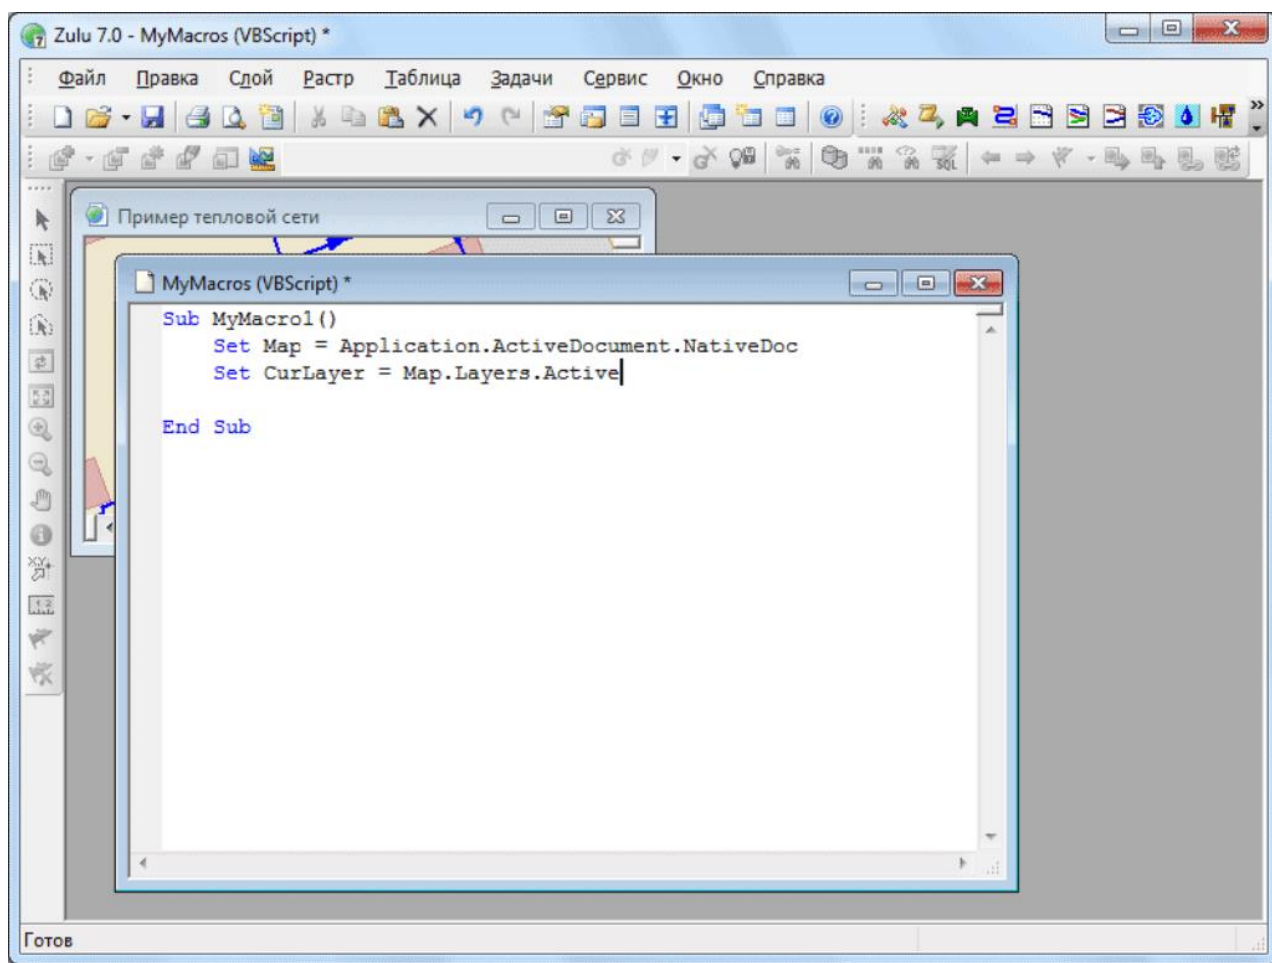 Zulu 7.0 - MyMacros (VBScript) *
Файл Правка Слой Растр Таблица Задачи Сервис Окно Справка
SQL
Пример тепловой сети
MyMacros (VBScript) *
Sub MyMacro1()
Set Map = Application.ActiveDocument.NativeDoc
Set CurLayer = Map.Layers.Active
End Sub
Готов